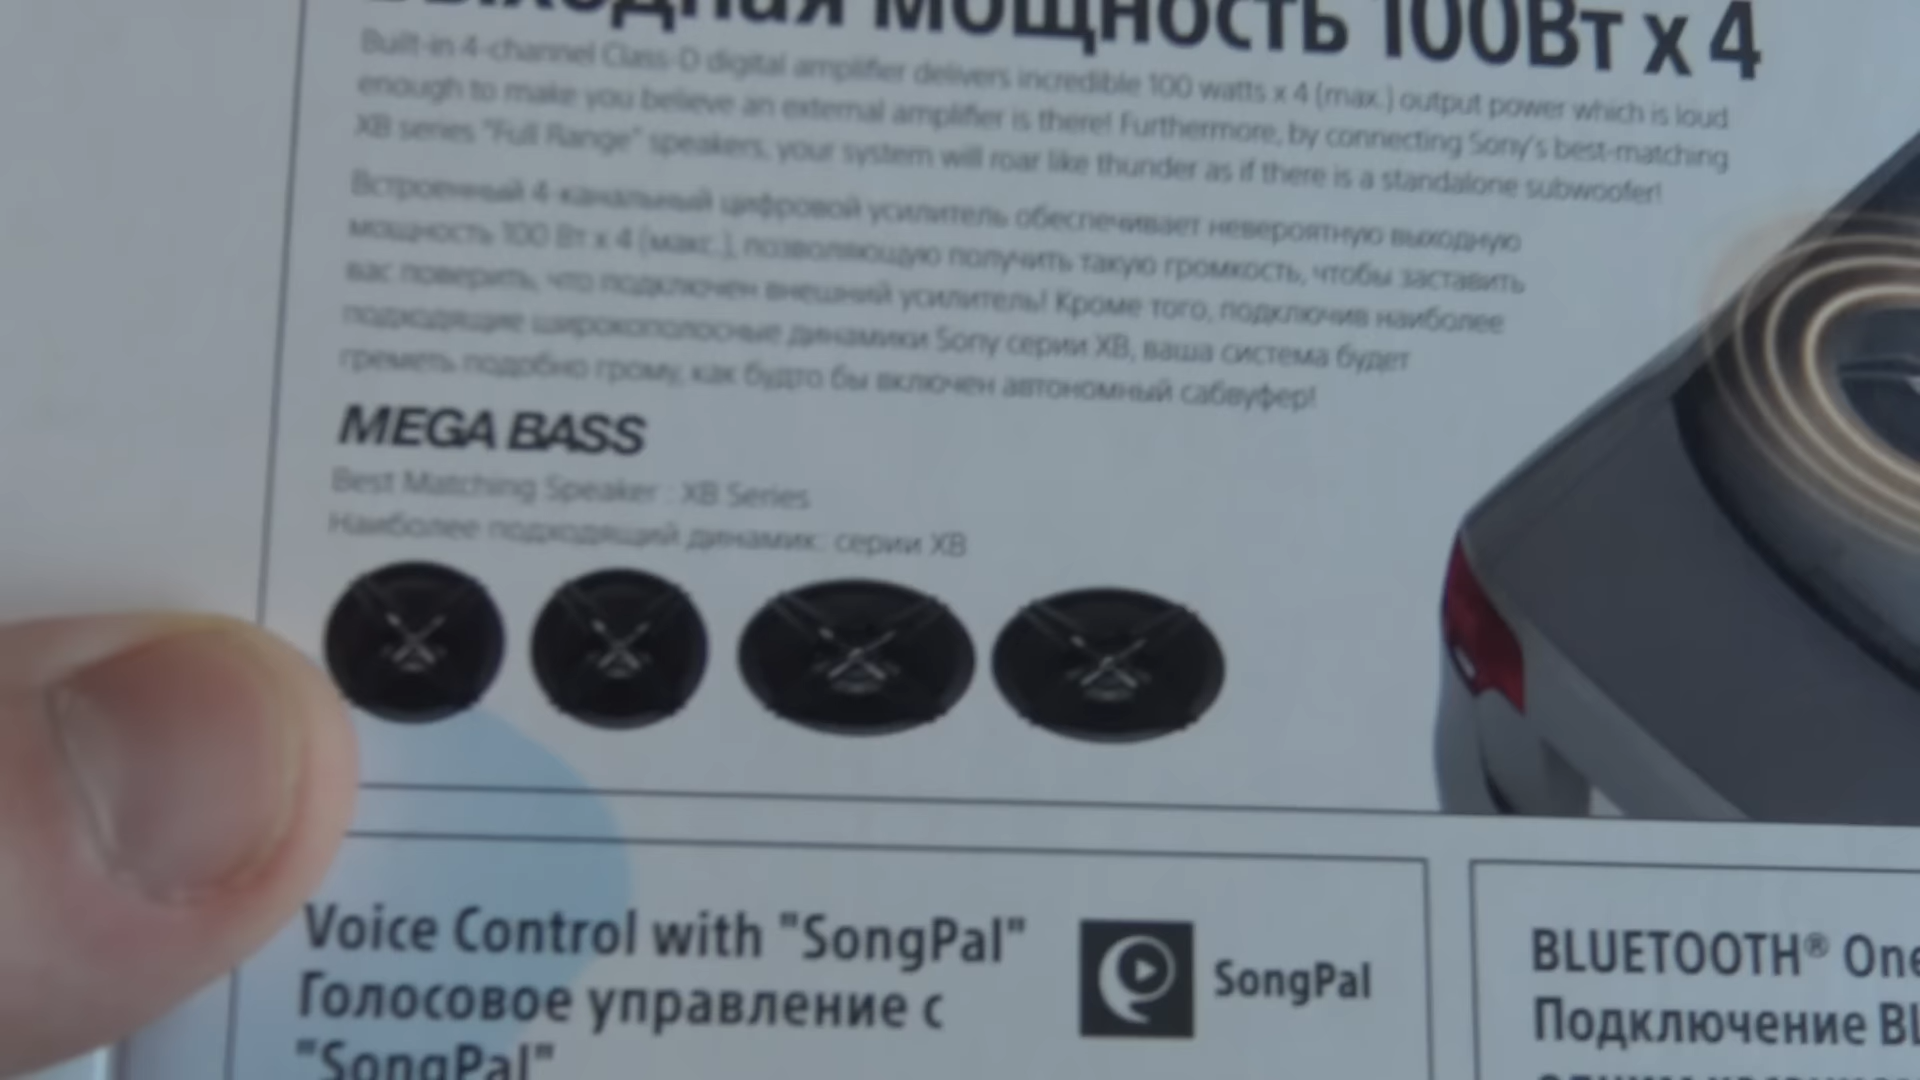 Выходная мощность 100Вт x 4
Built-in 4-channel Class-D digital amplifier delivers incredible 100 watts x 4 (max.) output power which is loud
enough to make you believe an external amplifier is there! Furthermore, by connecting Sony's best-matching
XB series "Full Range" speakers, your system will roar like thunder as if there is a standalone subwoofer!
Встроенный 4-канальный цифровой усилитель обеспечивает невероятную выходную
мощность 100 Вт x 4 (макс.), позволяющую получить такую громкость, чтобы заставить
вас поверить, что подключен внешний усилитель! Кроме того, подключив наиболее
подходящие широкополосные динамики Sony серии XB, ваша система будет
греметь подобно грому, как будто бы включен автономный сабвуфер!
MEGA BASS
Best Matching Speaker : XB Series
Наиболее подходящий динамик: серии XB
Voice Control with "SongPal"
Голосовое управление с
"SongPal"
SongPal
BLUETOOTH® One
Подключение BL